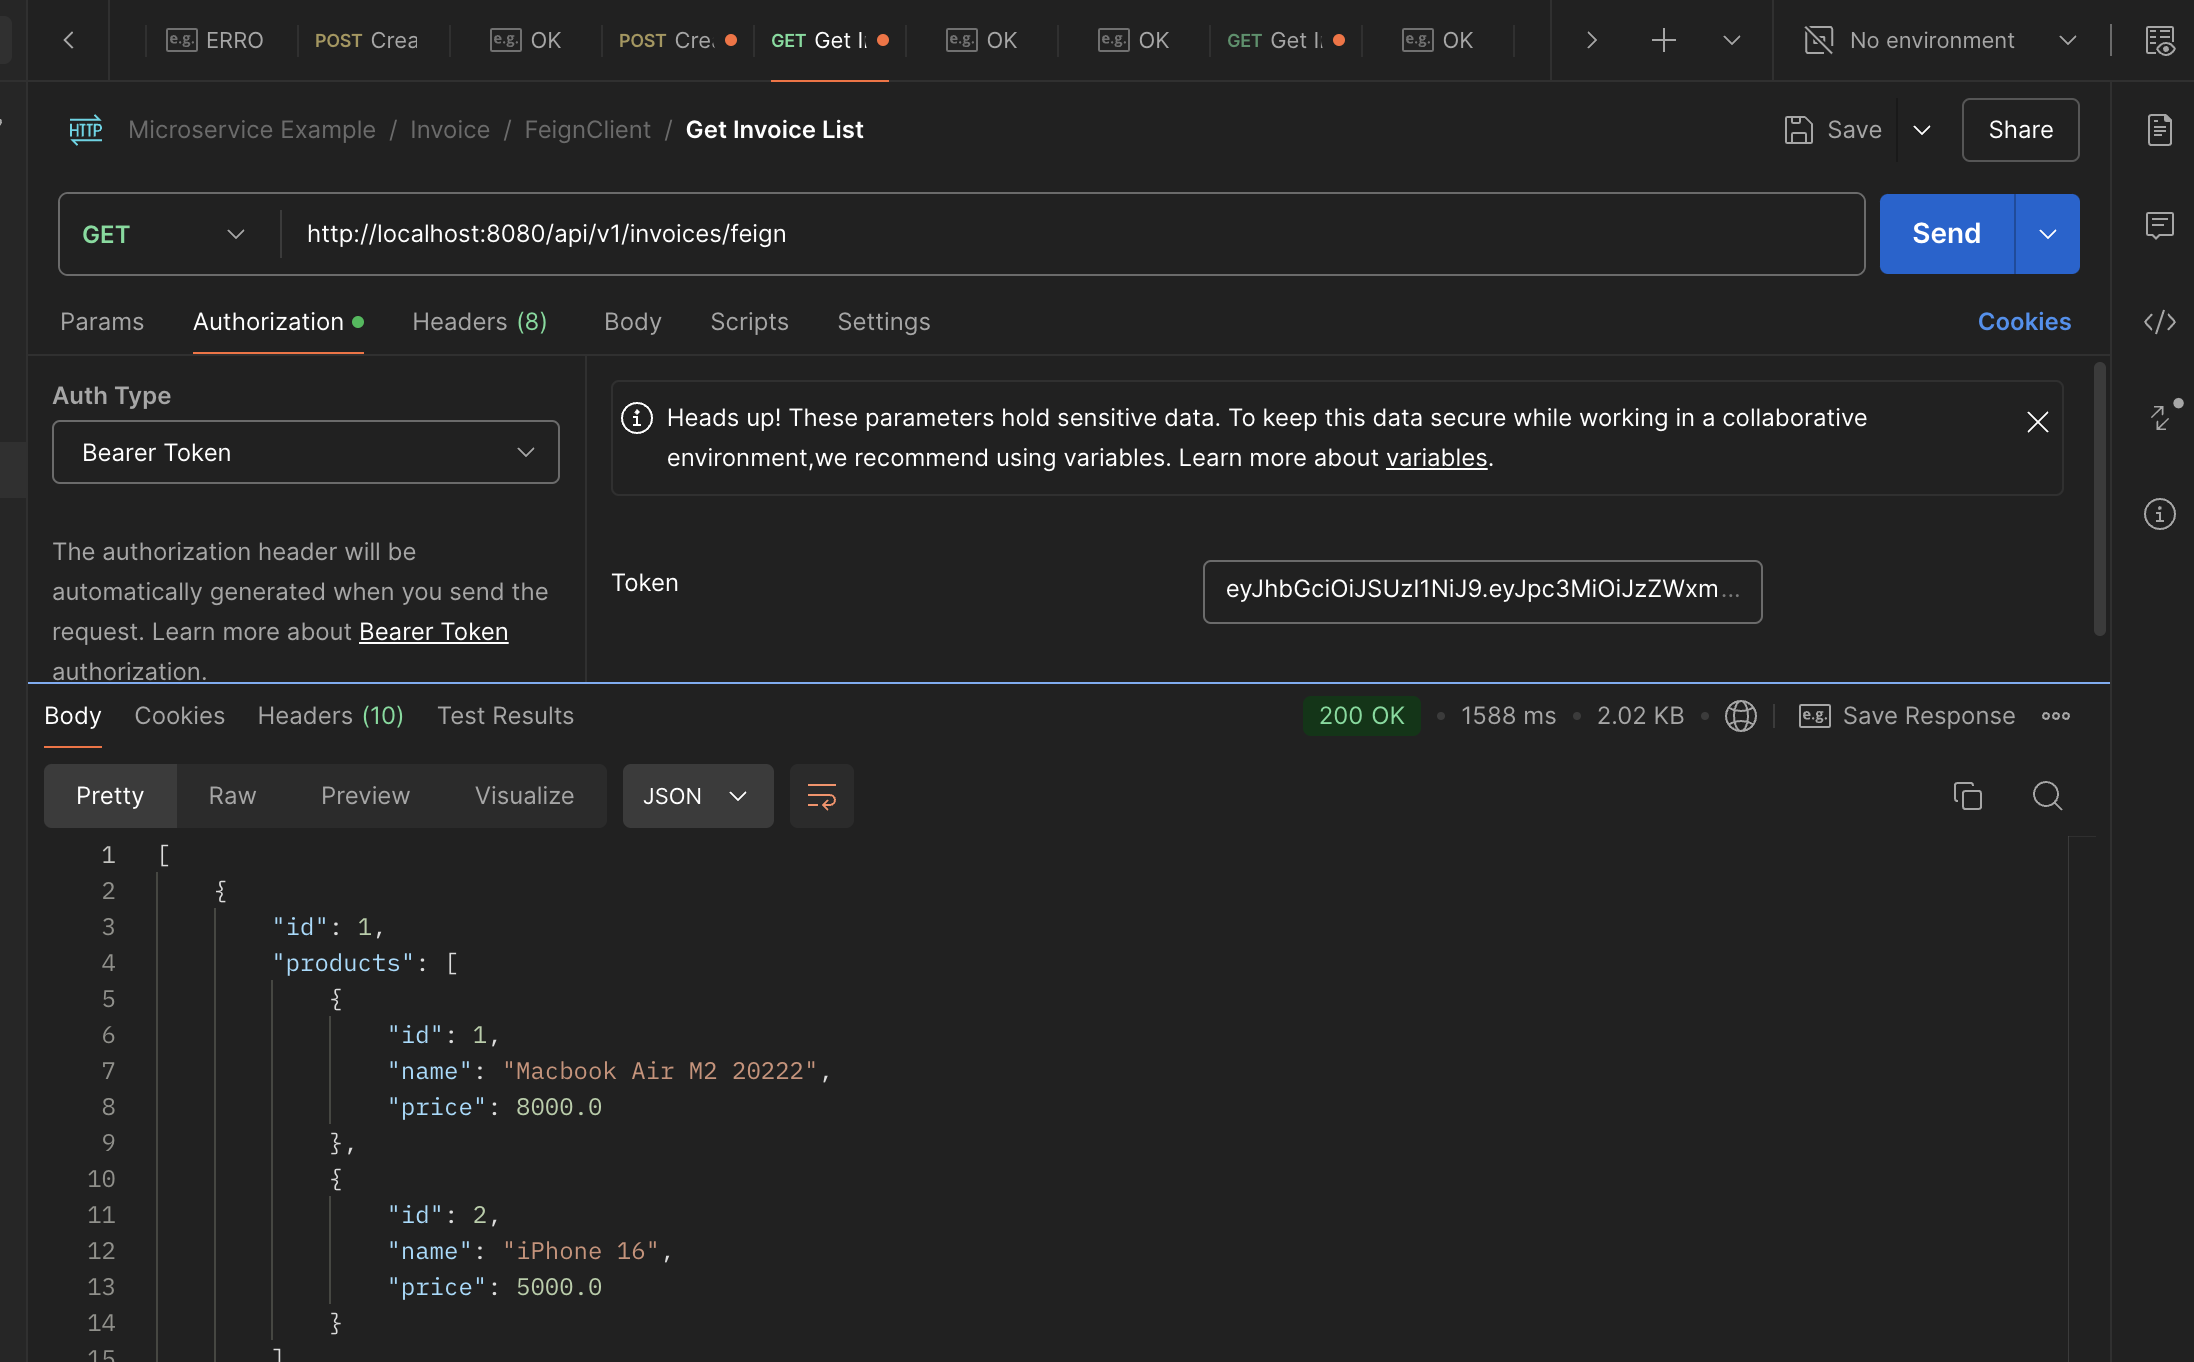 e.g. ERRO POST Crea e.g. OK POST Cre. GET Get I e.g. OK e.g. OK GET Get I e.g. OK No environment
HTTP Microservice Example / Invoice / FeignClient / Get Invoice List Save Share
GET http://localhost:8080/api/v1/invoices/feign Send
Params Authorization Headers (8) Body Scripts Settings Cookies
Auth Type
Bearer Token
The authorization header will be
automatically generated when you send the
request. Learn more about Bearer Token
authorization.
Heads up! These parameters hold sensitive data. To keep this data secure while working in a collaborative
environment,we recommend using variables. Learn more about variables.
Token eyJhbGciOiJSUzI1NiJ9.eyJpc3MiOiJzZWxm...
Body Cookies Headers (10) Test Results 200 OK • 1588 ms • 2.02 KB • e.g. Save Response
Pretty Raw Preview Visualize JSON
1 [
2 {
3 "id": 1,
4 "products": [
5 {
6 "id": 1,
7 "name": "Macbook Air M2 20222",
8 "price": 8000.0
9 },
10 {
11 "id": 2,
12 "name": "iPhone 16",
13 "price": 5000.0
14 }
15 ]